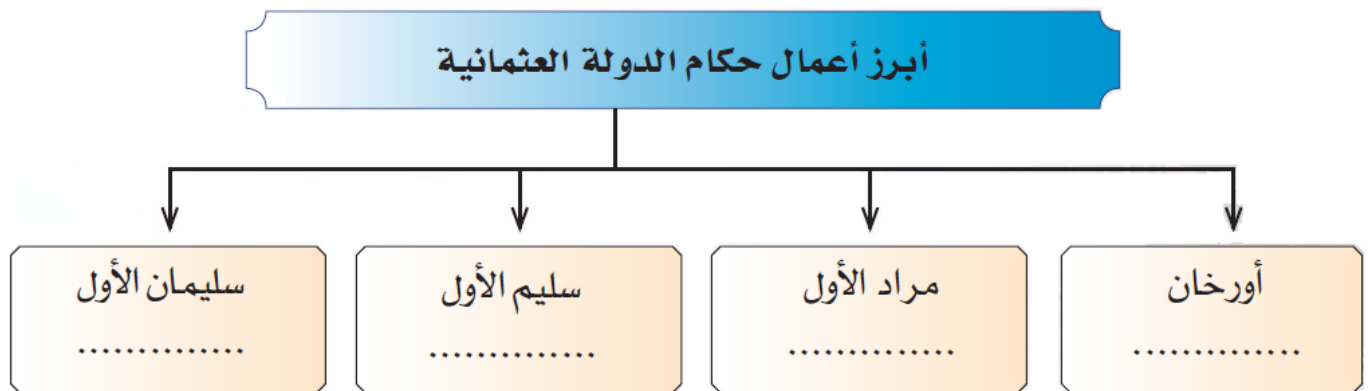 أبرز أعمال حكام الدولة العثمانية
أورخان
..............
مراد الأول
..............
سليم الأول
..............
سليمان الأول
..............